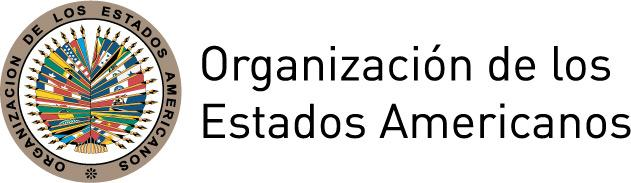 ORGANIZACION DE LOS ESTADOS AMERICANOS
Organización de los
Estados Americanos